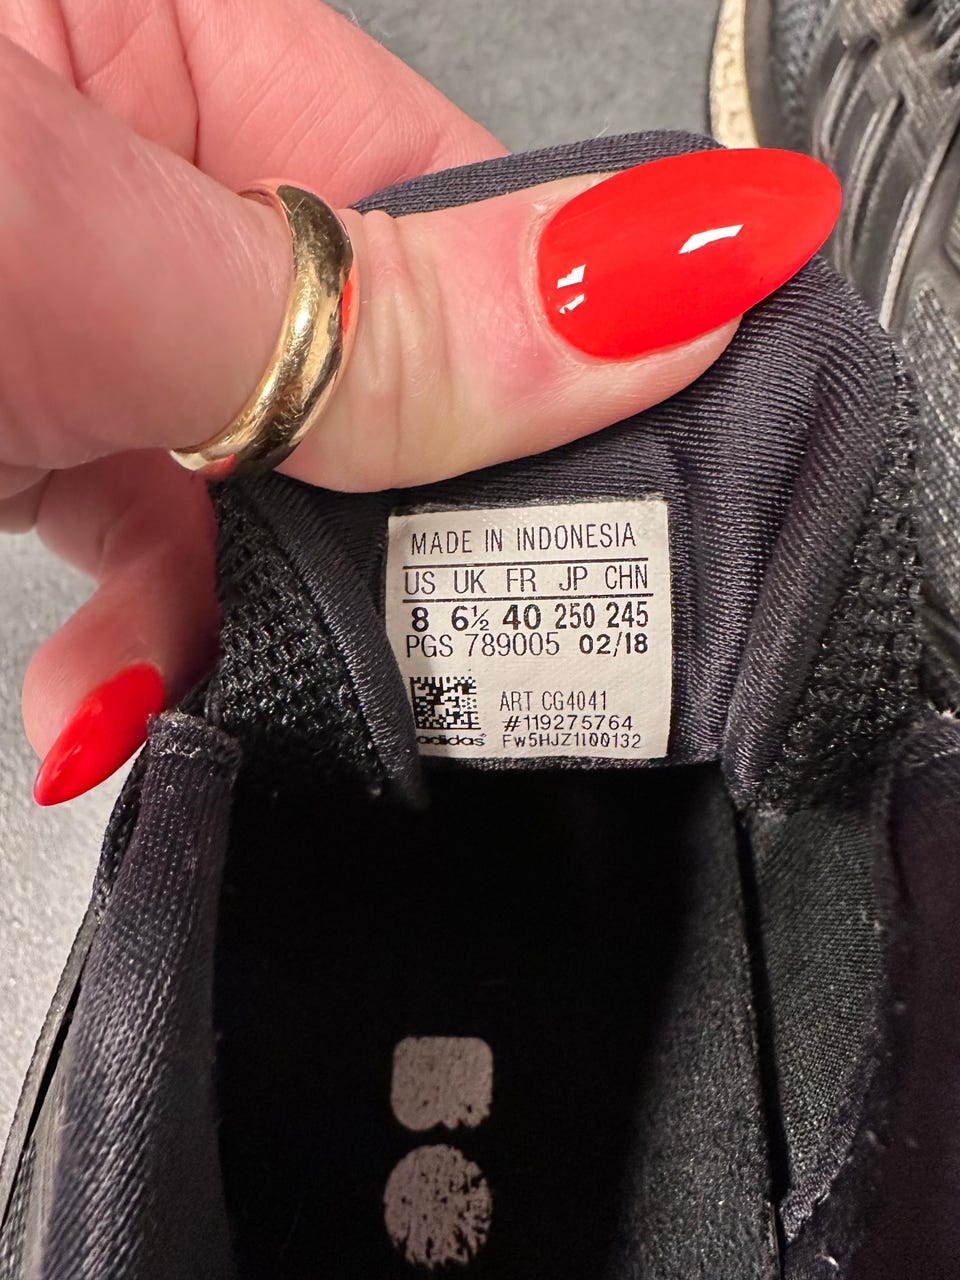 MADE IN INDONESIA
US UK FR JP CHN
8 6½ 40 250 245
PGS 789005 02/18
ART CG4041
#119275764
adidas FW5HJZ1100132